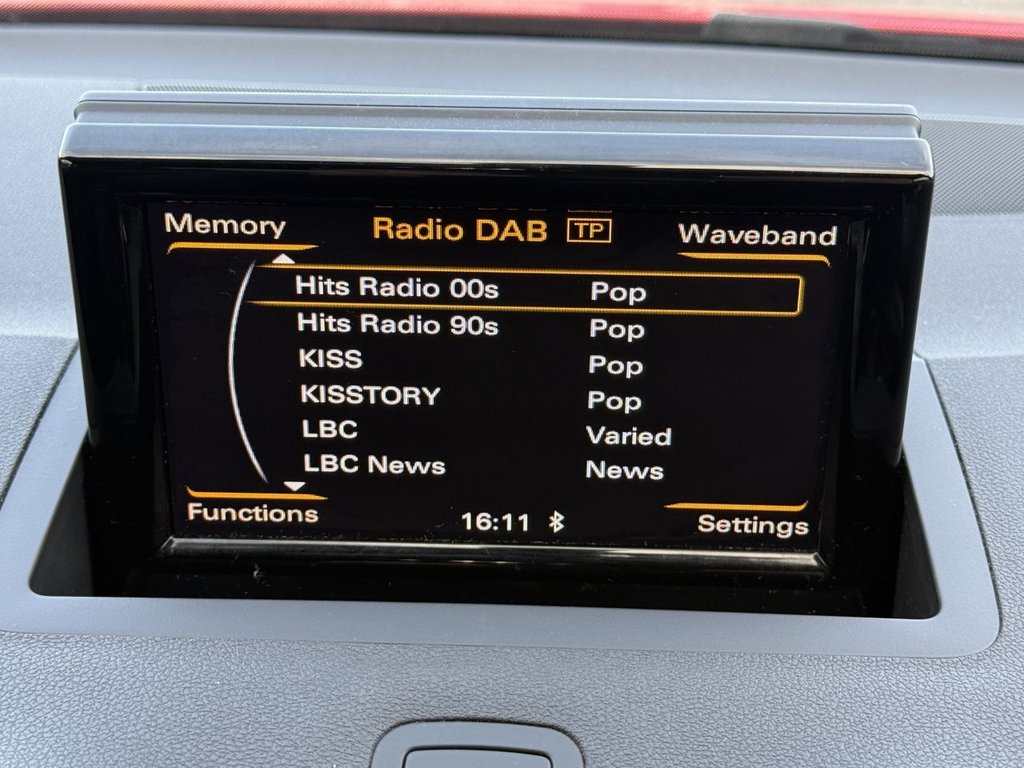 Memory Radio DAB TP Waveband
Hits Radio 00s Pop
Hits Radio 90s Pop
KISS Pop
KISSTORY Pop
LBC Varied
LBC News News
Functions 16:11 Settings